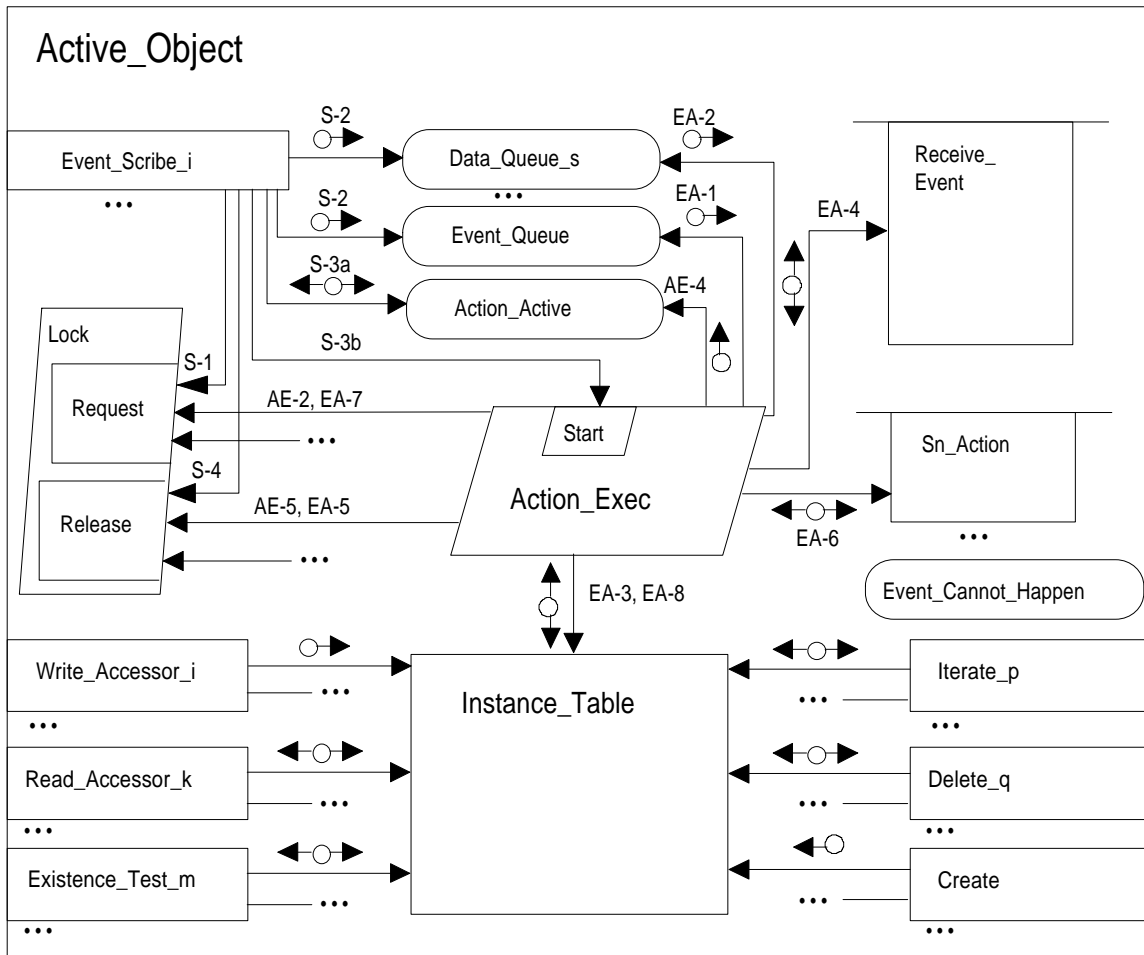 Active_Object
S-2
EA-2
Event_Scribe_i
Data_Queue_s
Receive_
Event
•••
•••
S-2
EA-1
EA-4
Event_Queue
S-3a
AE-4
Action_Active
Lock
S-3b
S-1
Request
AE-2, EA-7
Start
•••
Sn_Action
S-4
Action_Exec
Release
AE-5, EA-5
•••
EA-6
•••
EA-3, EA-8
Event_Cannot_Happen
Write_Accessor_i
•••
•••
Instance_Table
Iterate_p
•••
•••
Read_Accessor_k
•••
•••
Delete_q
•••
•••
Existence_Test_m
•••
•••
Create
•••
•••